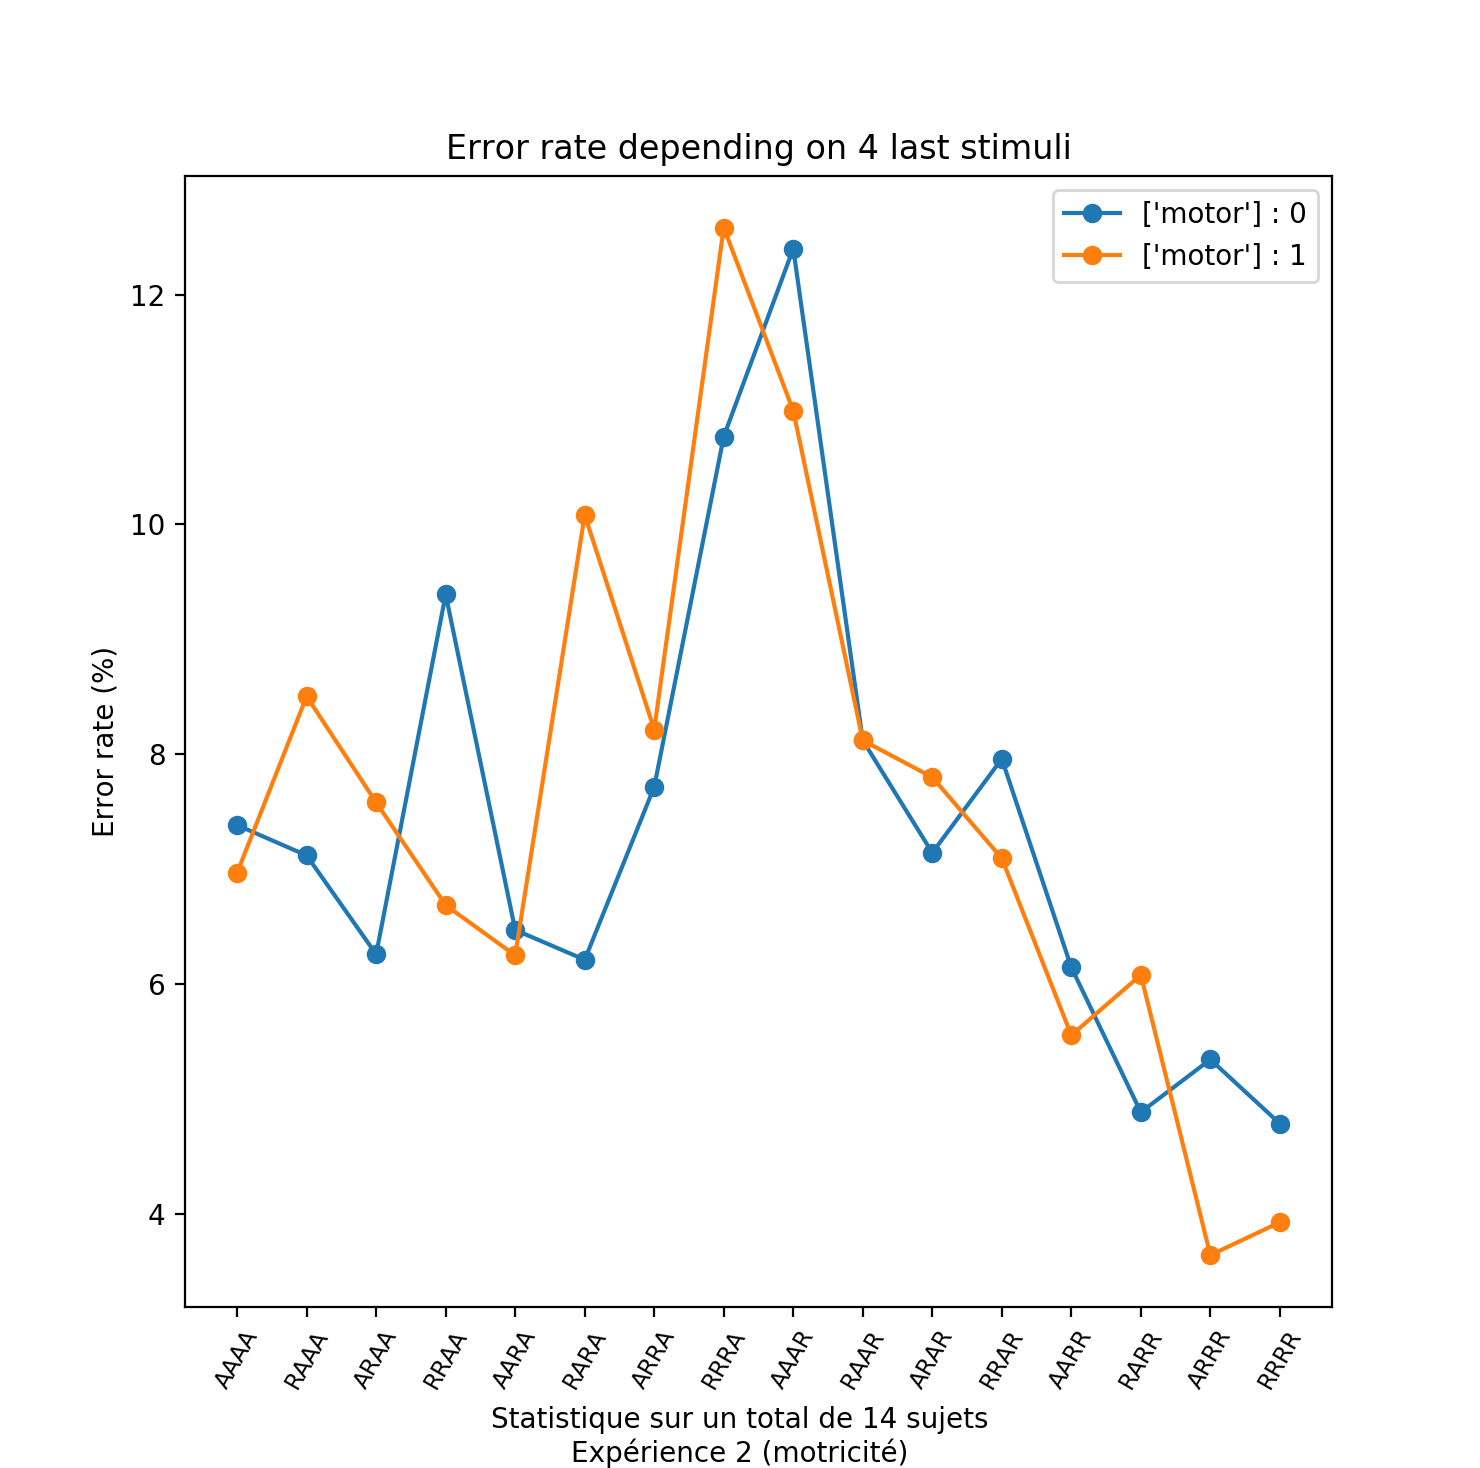 Error rate depending on 4 last stimuli
['motor'] : 0
['motor'] : 1
12
10
8
6
4
Error rate (%)
AAAA RAAA ARAA RRAA AARA RARA ARRA RRRA AAAR RAAR ARAR RRAR AARR RARR ARRR RRRR
Statistique sur un total de 14 sujets
Expérience 2 (motricité)